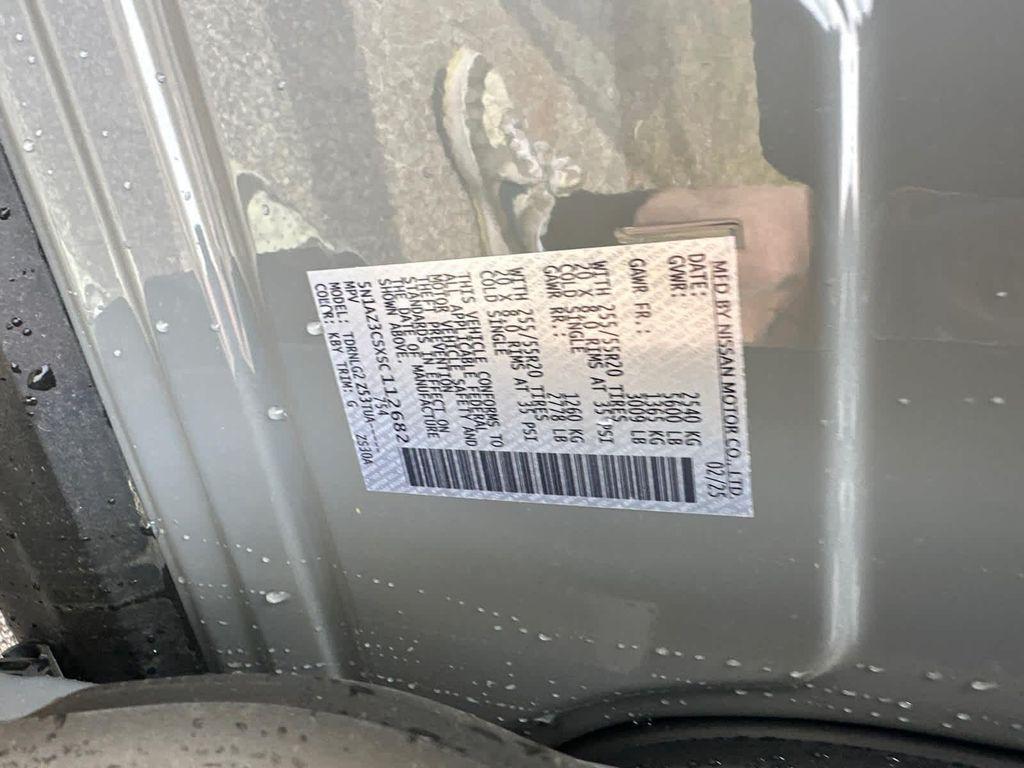 MFD BY NISSAN MOTOR CO., LTD.
DATE: 02/25
GVWR: 2540 KG
5600 LB
GAWR FR.: 1365 KG
3009 LB
WITH 255/55R20 TIRES
20 X 8.0 RIMS AT 35 PSI
COLD SINGLE
GAWR RR.: 1260 KG
2778 LB
WITH 255/55R20 TIRES
20 X 8.0 RIMS AT 35 PSI
COLD SINGLE
THIS VEHICLE CONFORMS TO
ALL APPLICABLE FEDERAL
MOTOR VEHICLE SAFETY AND
THEFT PREVENTION
STANDARDS IN EFFECT ON
THE DATE OF MANUFACTURE
SHOWN ABOVE.
5N1AZ3CS5SC112682
MPV
MODEL: ZS30A
COLOR: KBY TRIM: G